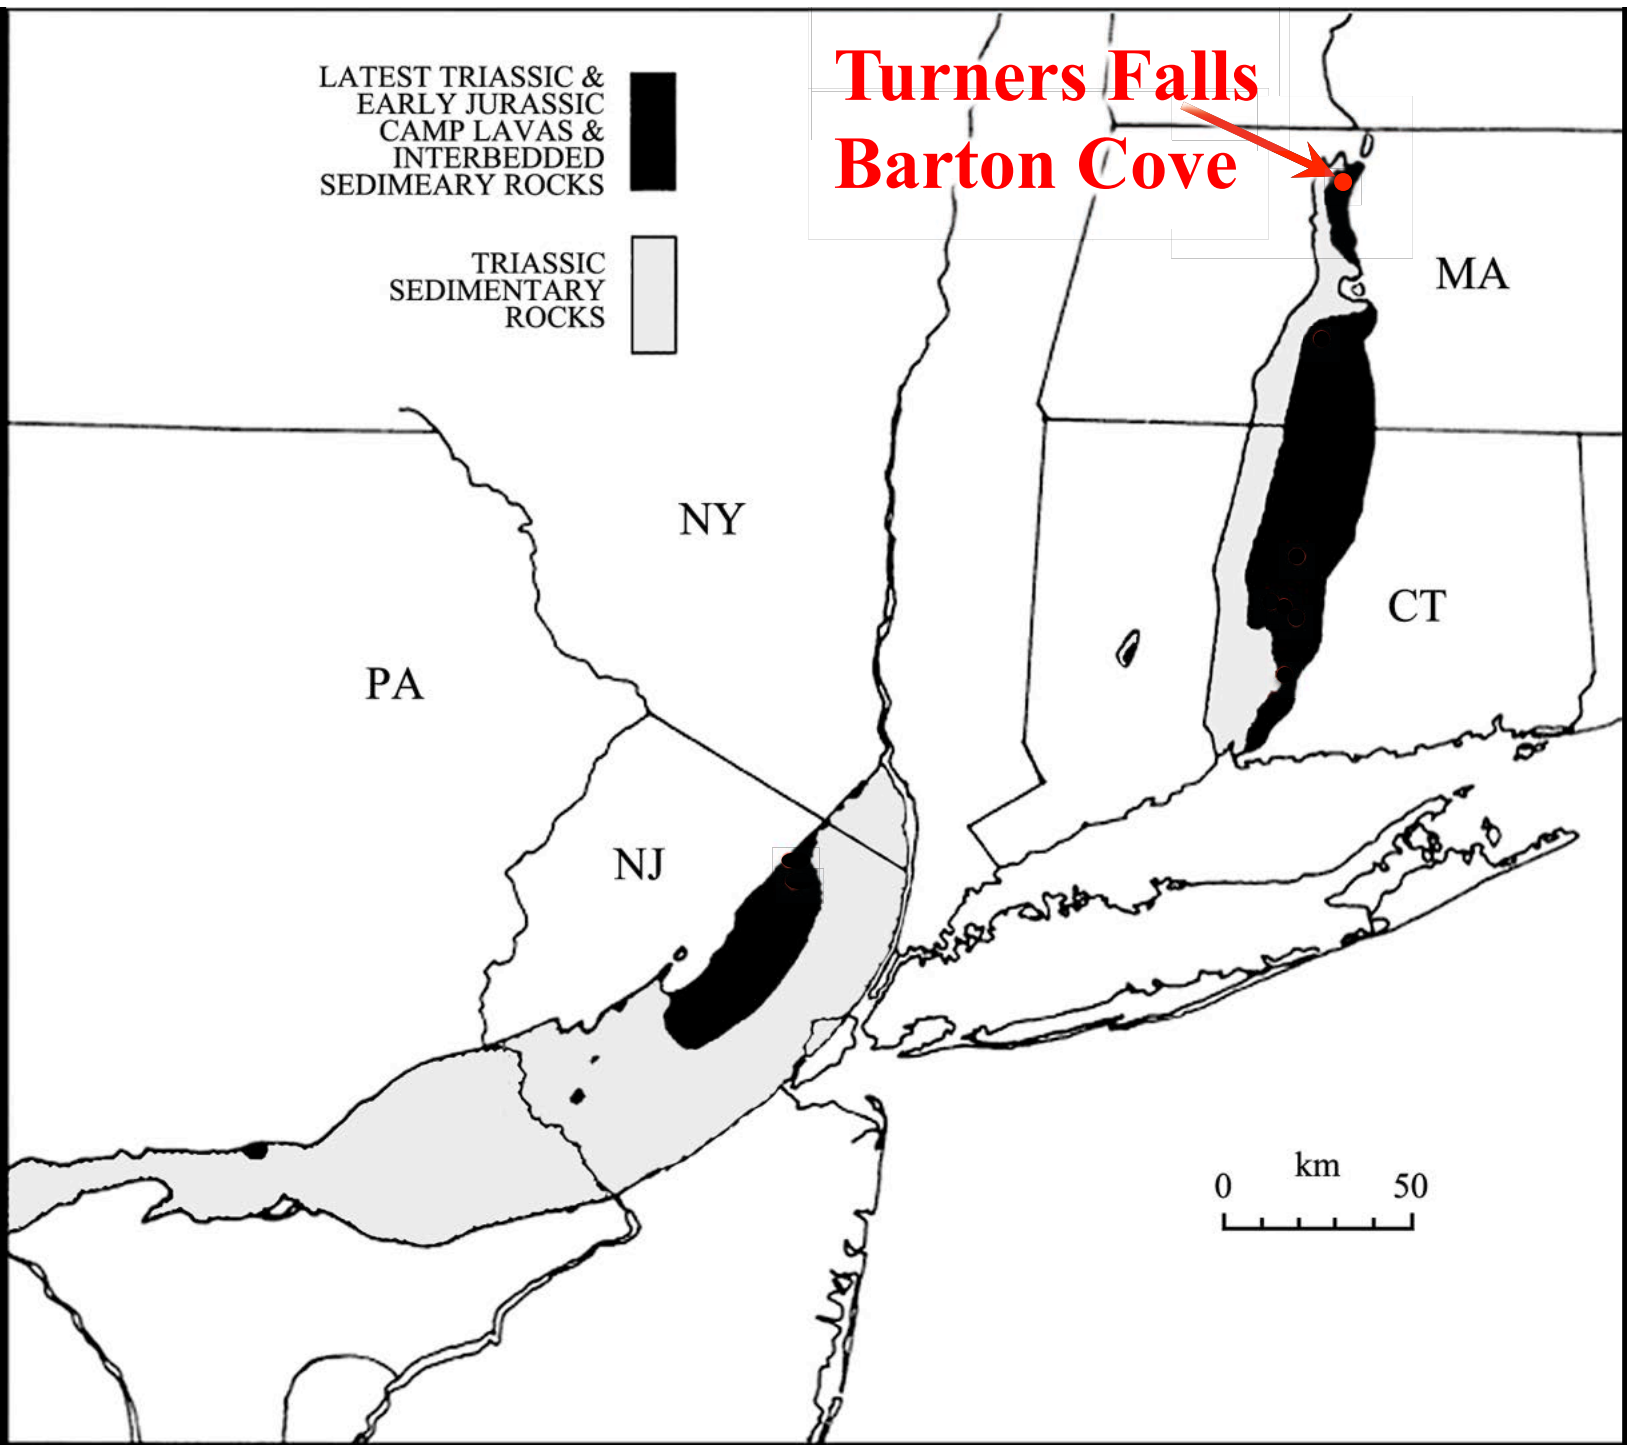 LATEST TRIASSIC &
EARLY JURASSIC
CAMP LAVAS &
INTERBEDDED
SEDIMEARY ROCKS
TRIASSIC
SEDIMENTARY
ROCKS
Turners Falls
Barton Cove
MA
NY
CT
PA
NJ
km
0 50